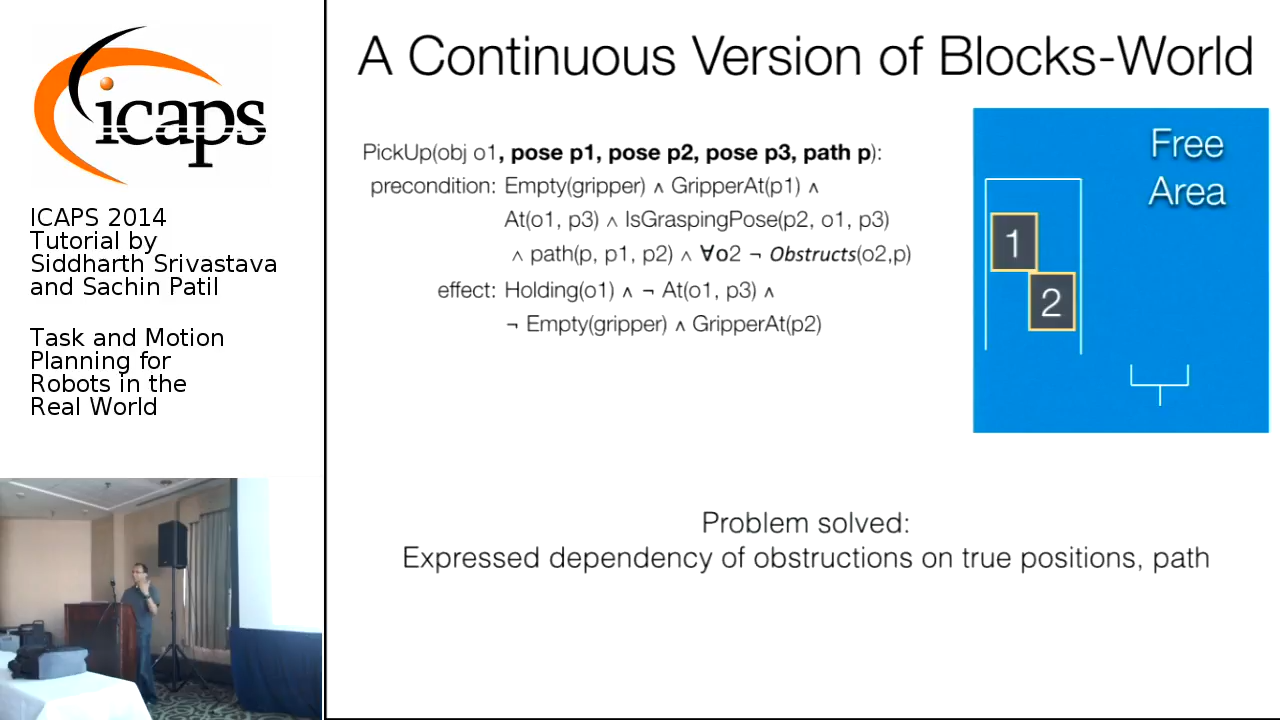 icaps
ICAPS 2014
Tutorial by
Siddharth Srivastava
and Sachin Patil
Task and Motion
Planning for
Robots in the
Real World
A Continuous Version of Blocks-World
PickUp(obj o1, pose p1, pose p2, pose p3, path p):
precondition: Empty(gripper) ∧ GripperAt(p1) ∧
At(o1, p3) ∧ IsGraspingPose(p2, o1, p3)
∧ path(p, p1, p2) ∧ ∀o2 ¬ Obstructs(o2,p)
effect: Holding(o1) ∧ ¬ At(o1, p3) ∧
¬ Empty(gripper) ∧ GripperAt(p2)
Free
Area
1
2
Problem solved:
Expressed dependency of obstructions on true positions, path